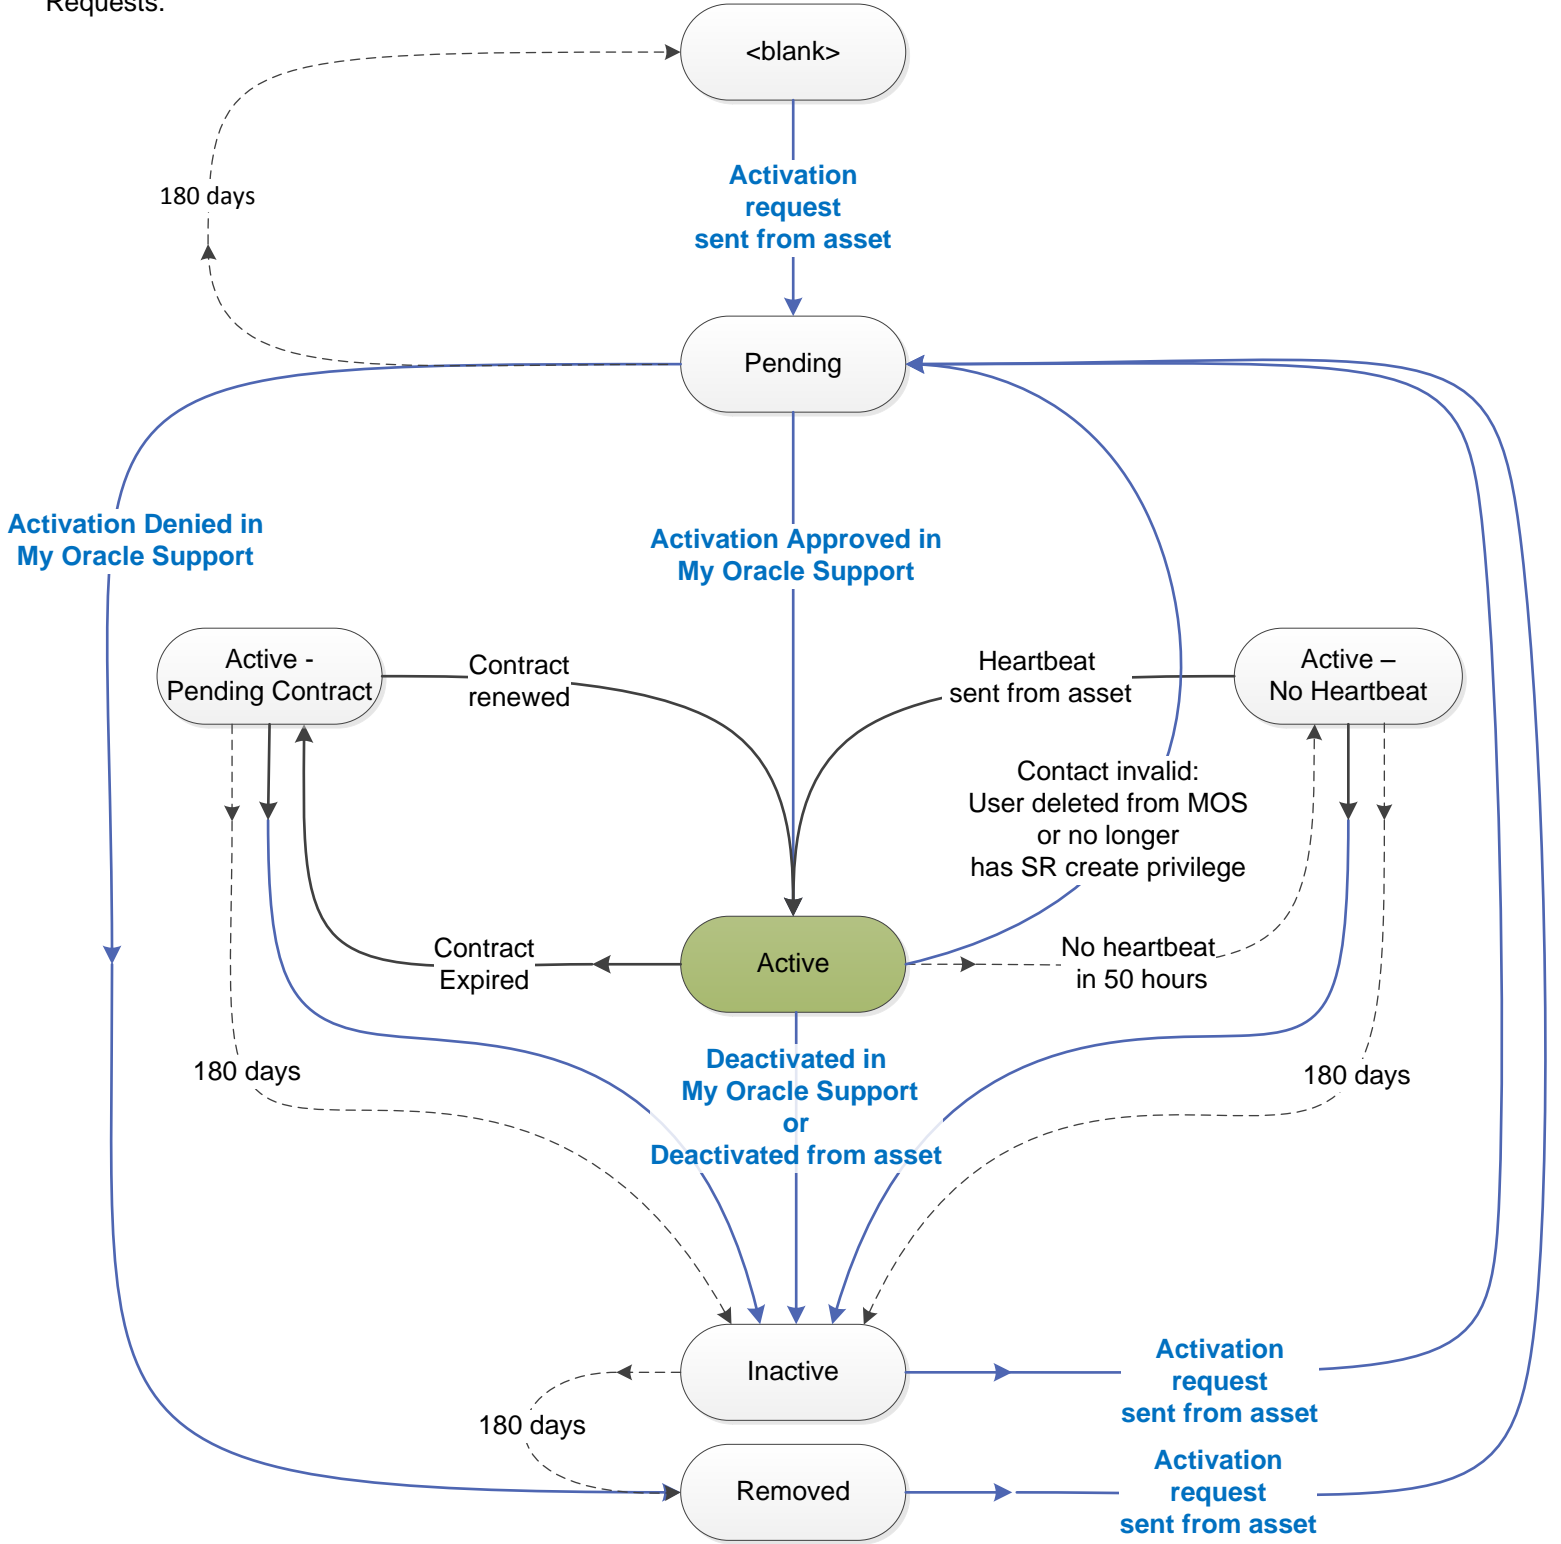 Requests:
<blank>
Activation
request
sent from asset
180 days
Pending
Activation Denied in
My Oracle Support
Activation Approved in
My Oracle Support
Active -
Pending Contract
Contract
renewed
Heartbeat
sent from asset
Active –
No Heartbeat
Contact invalid:
User deleted from MOS
or no longer
has SR create privilege
Contract
Expired
Active
No heartbeat
in 50 hours
180 days
Deactivated in
My Oracle Support
or
Deactivated from asset
180 days
Inactive
Activation
request
sent from asset
180 days
Removed
Activation
request
sent from asset